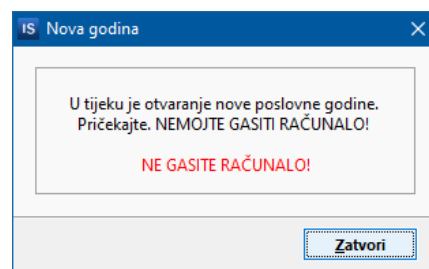 IS Nova godina
U tijeku je otvaranje nove poslovne godine.
Pričekajte. NEMOJTE GASITI RAČUNALO!
NE GASITE RAČUNALO!
Zatvori